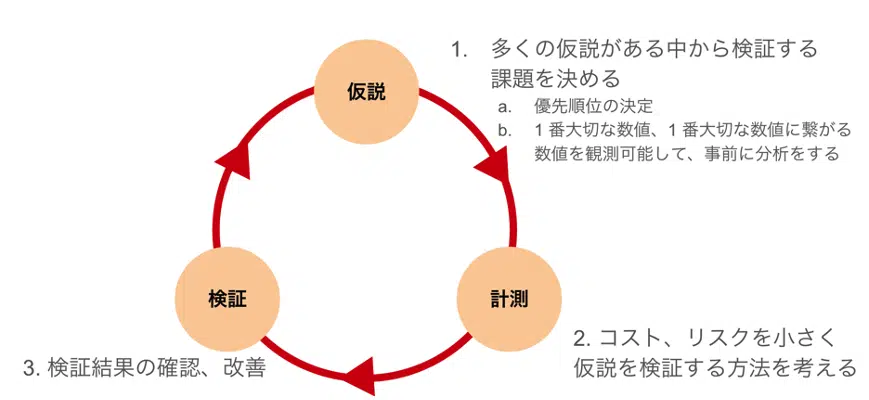 仮説
1. 多くの仮説がある中から検証する
課題を決める
a. 優先順位の決定
b. 1番大切な数値、1番大切な数値に繋がる
数値を観測可能して、事前に分析をする
検証
計測
2. コスト、リスクを小さく
仮説を検証する方法を考える
3. 検証結果の確認、改善